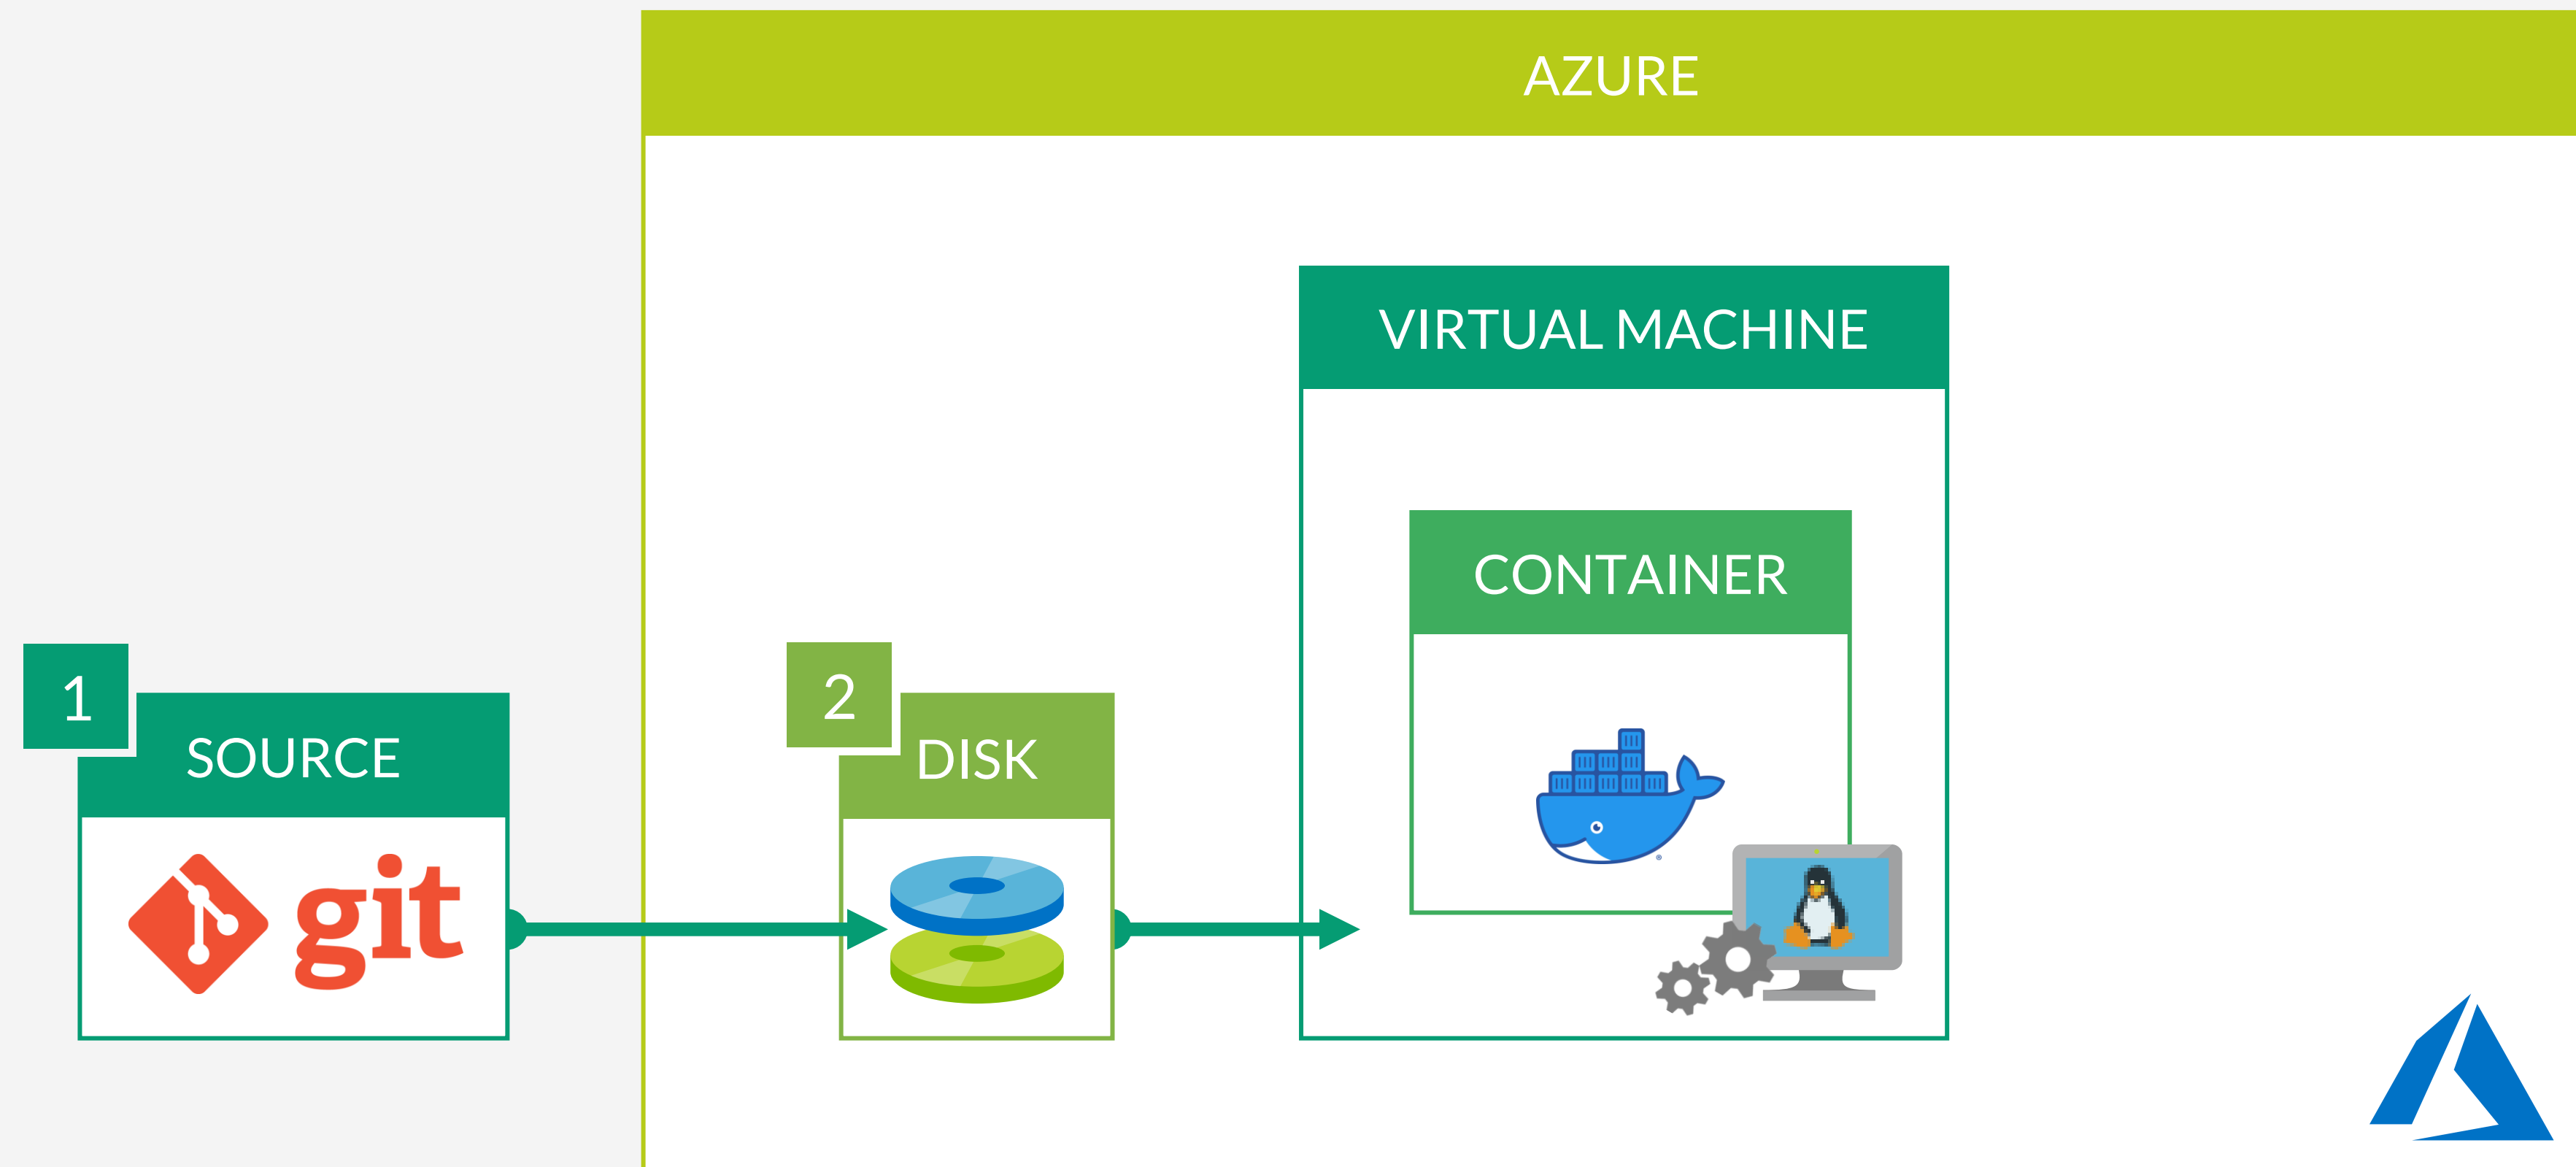 AZURE
VIRTUAL MACHINE
CONTAINER
1
SOURCE
git
2
DISK